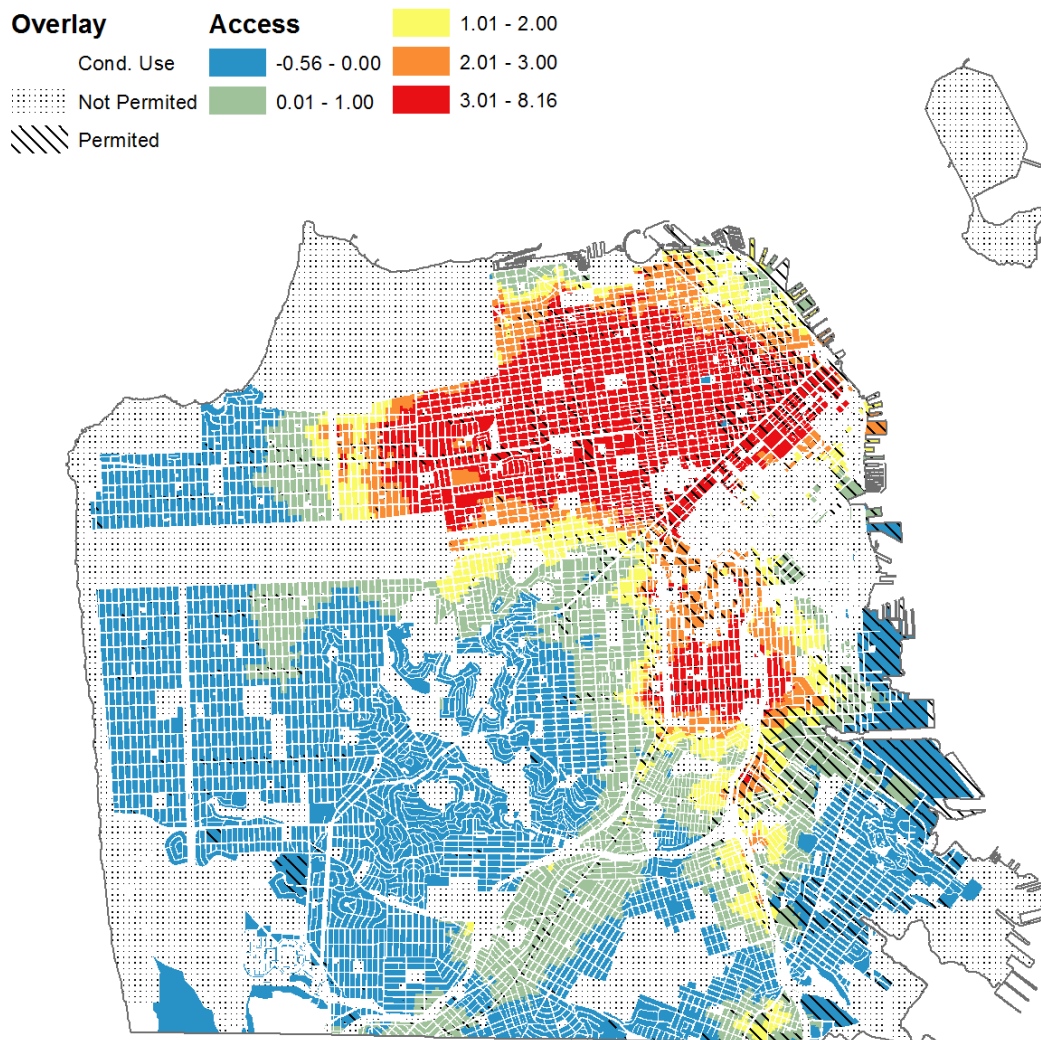 Overlay
Cond. Use
Not Permited
Permited
Access
-0.56 - 0.00
0.01 - 1.00
1.01 - 2.00
2.01 - 3.00
3.01 - 8.16